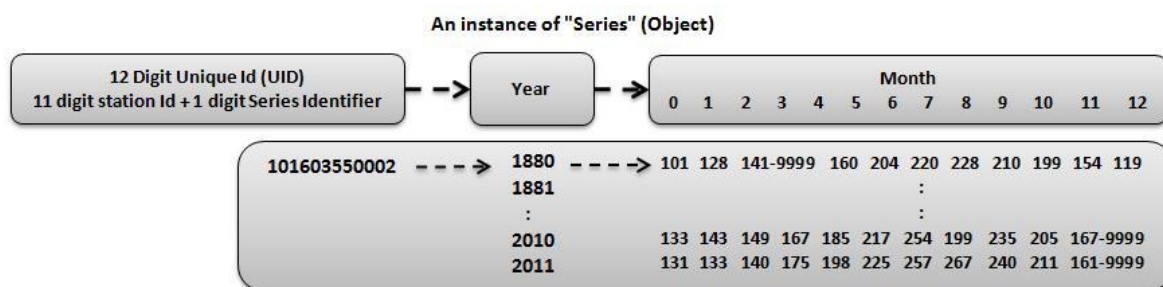 An instance of "Series" (Object)
12 Digit Unique Id (UID)
11 digit station Id + 1 digit Series Identifier
Year
Month
0 1 2 3 4 5 6 7 8 9 10 11 12
101603550002 1880 101 128 141-9999 160 204 220 228 210 199 154 119
1881 :
: :
2010 133 143 149 167 185 217 254 199 235 205 167-9999
2011 131 133 140 175 198 225 257 267 240 211 161-9999